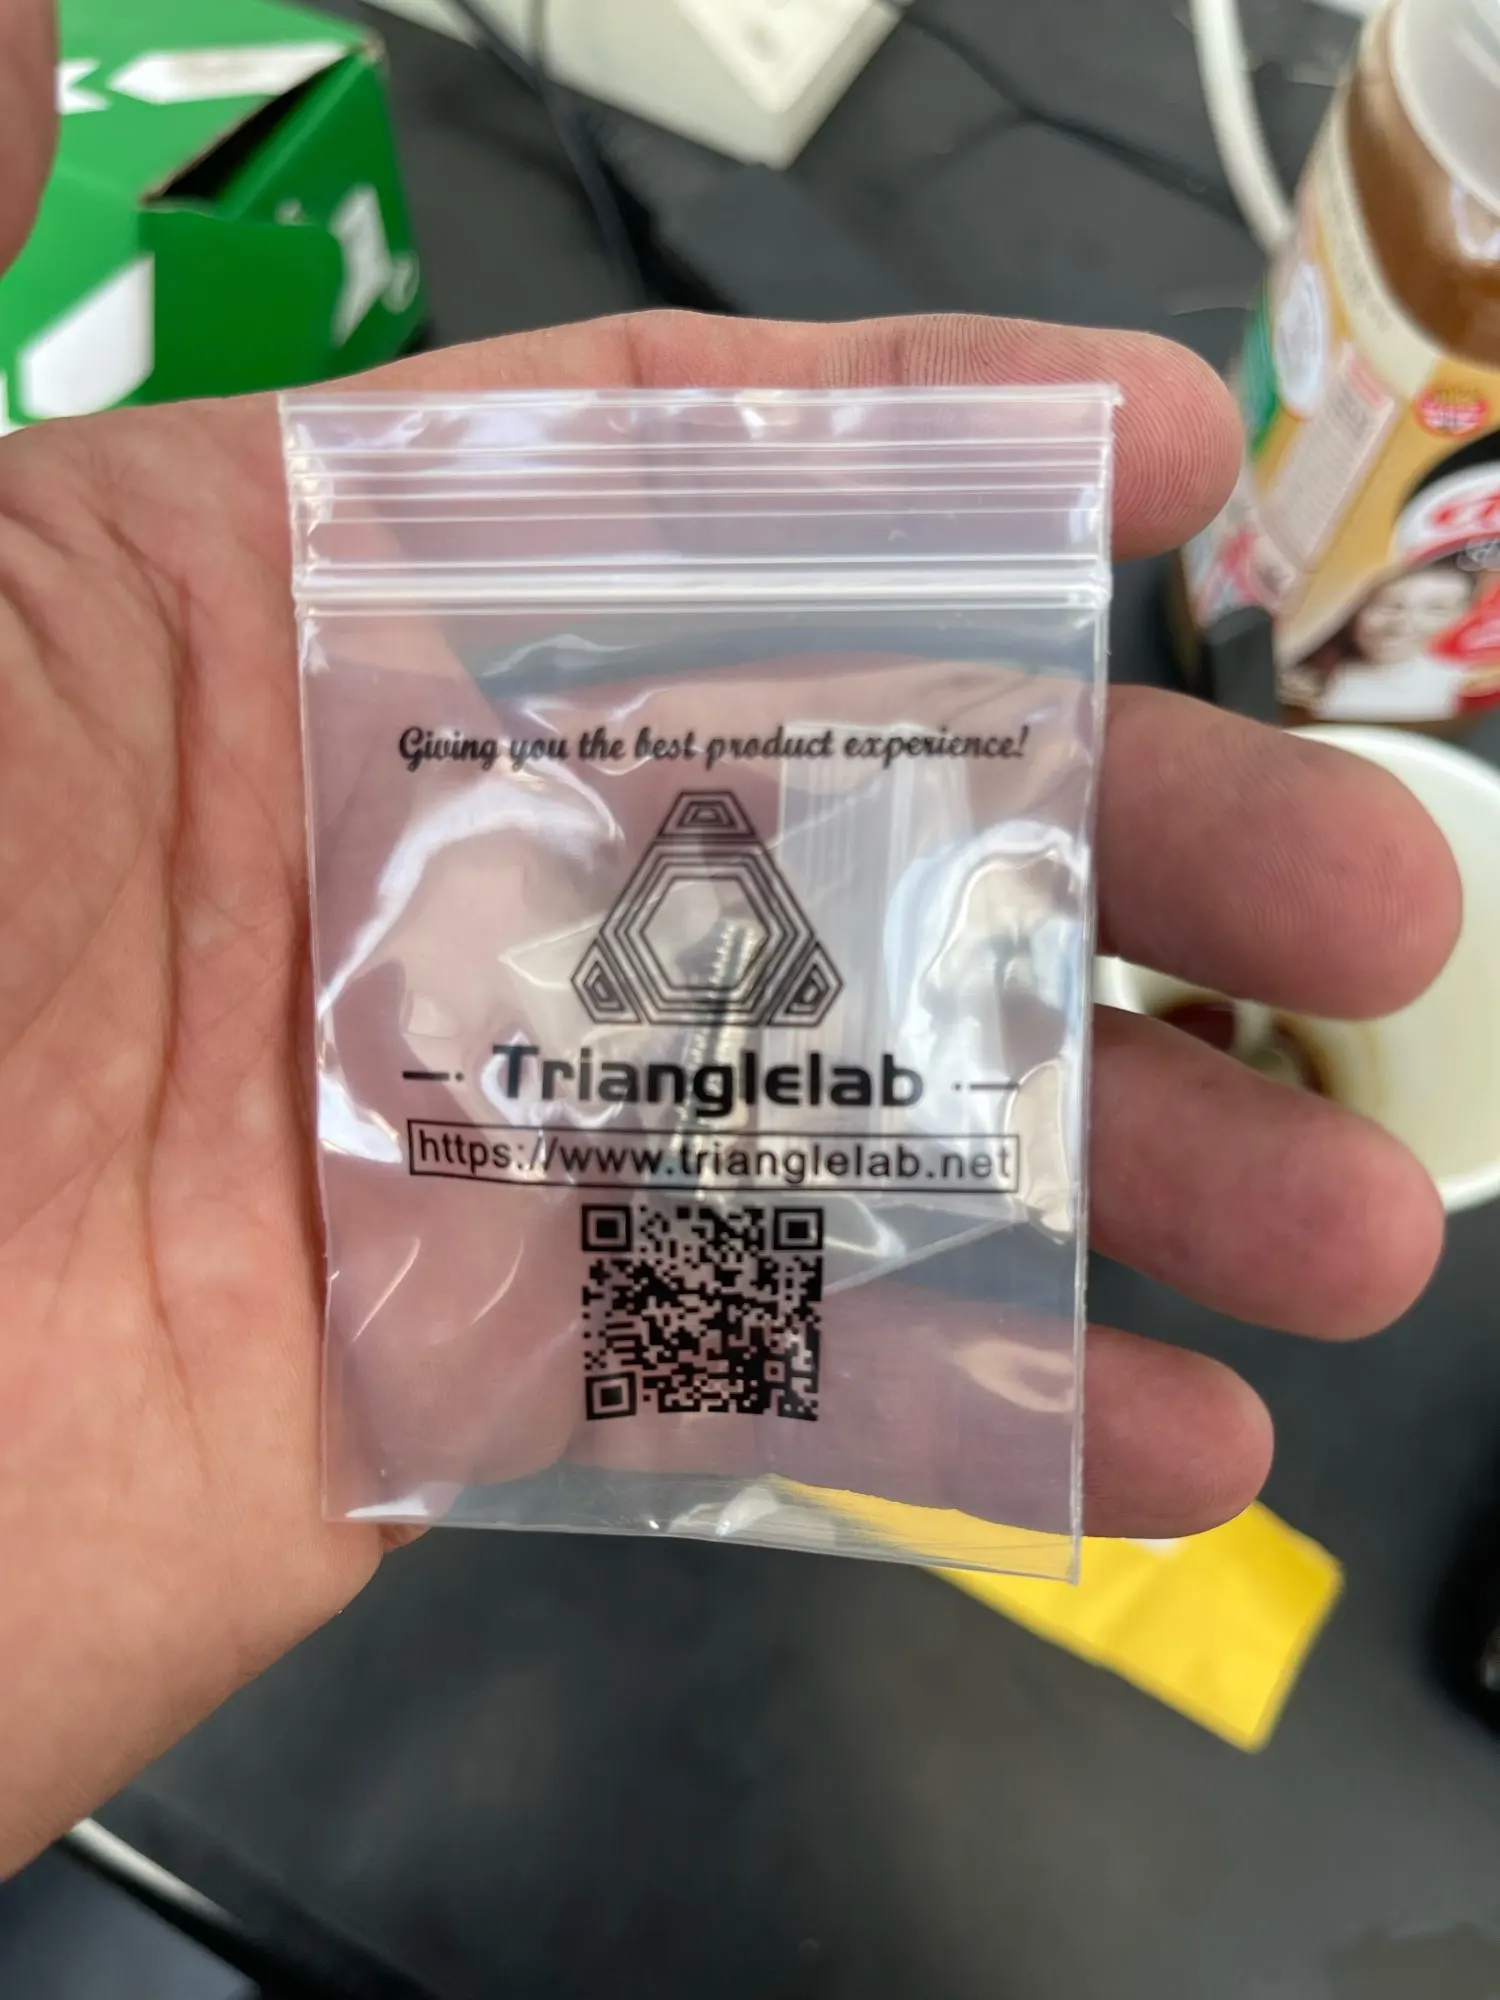 Giving you the best product experience!
Trianglelab
https://www.trianglelab.net